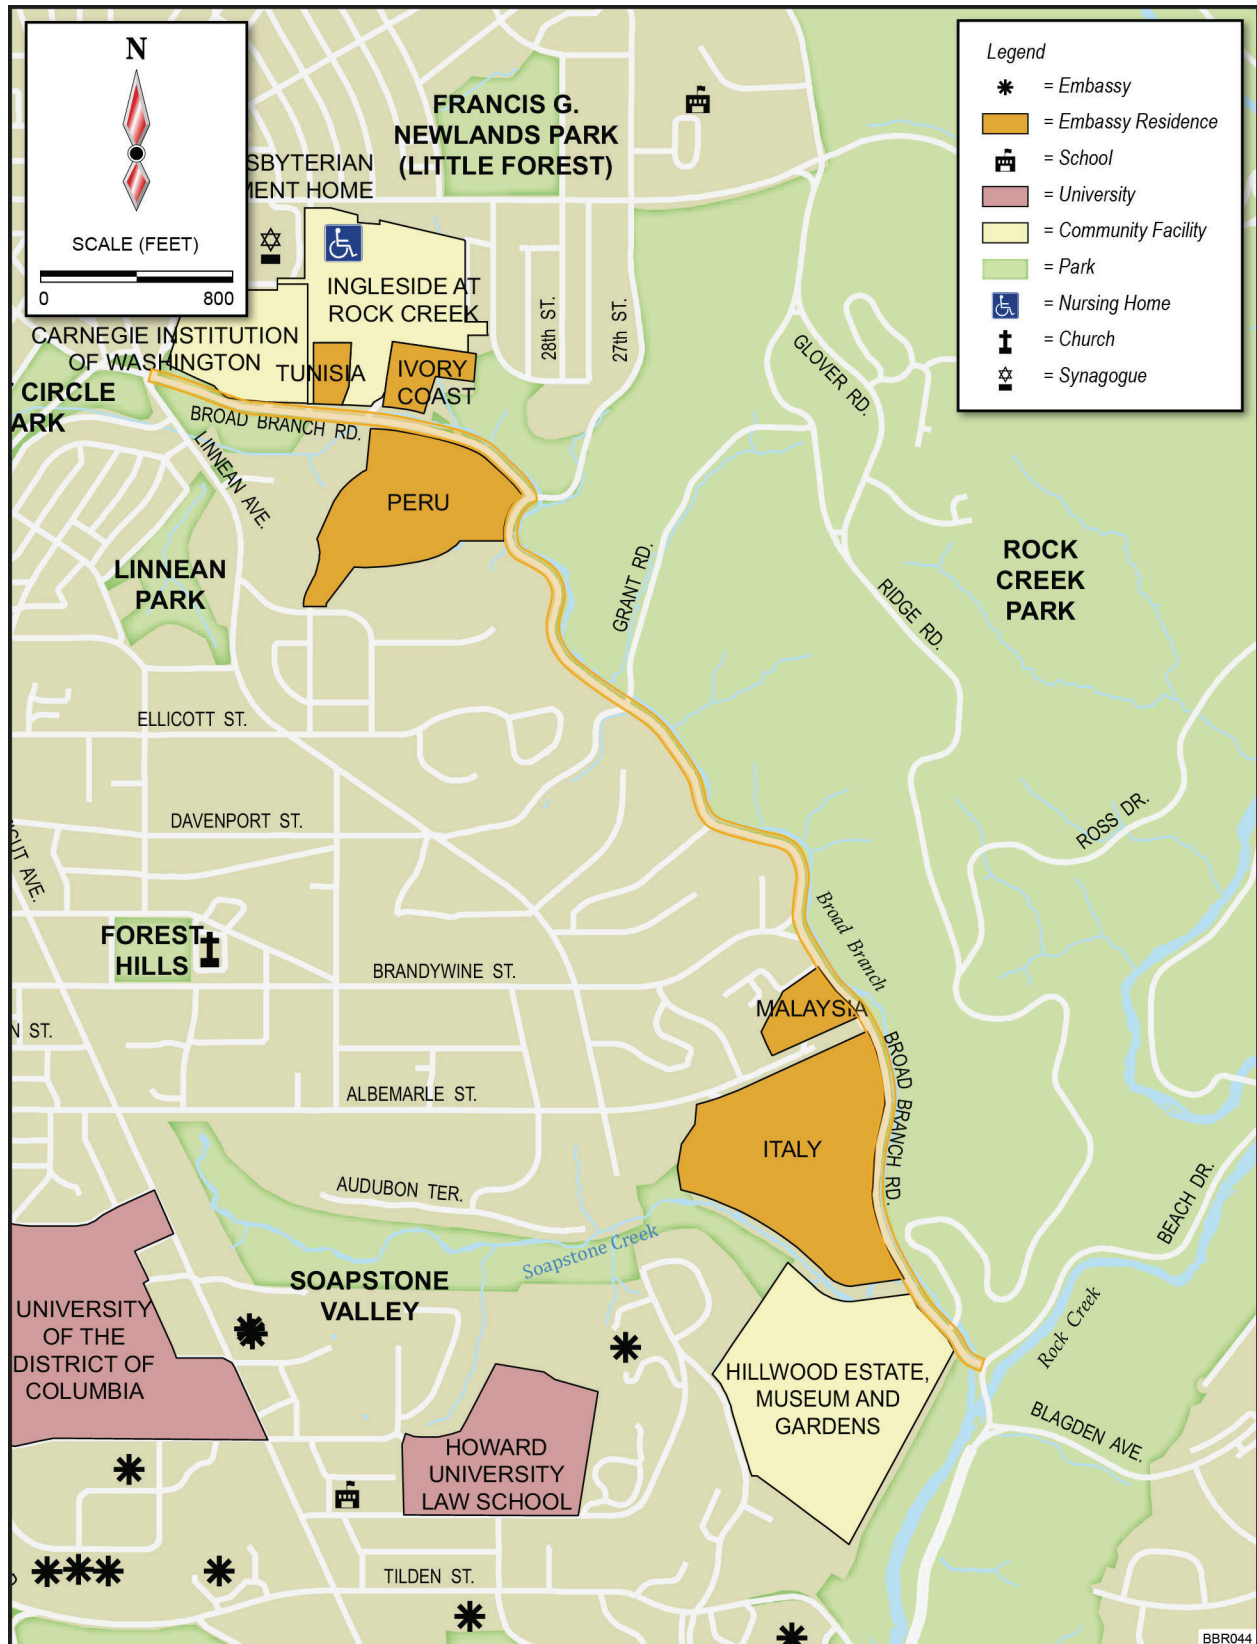 N
SCALE (FEET)
0 800
Legend
= Embassy
= Embassy Residence
= School
= University
= Community Facility
= Park
= Nursing Home
= Church
= Synagogue
FRANCIS G.
NEWLANDS PARK
(LITTLE FOREST)
SBYTERIAN
MENT HOME
INGLESIDE AT
ROCK CREEK
CARNEGIE INSTITUTION
OF WASHINGTON
TUNISIA
IVORY
COAST
28th ST.
27th ST.
GLOVER RD.
CIRCLE
ARK
BROAD BRANCH RD.
LINNEAN AVE.
PERU
LINNEAN
PARK
GRANT RD.
RIDGE RD.
ROCK
CREEK
PARK
ELLICOTT ST.
DAVENPORT ST.
ROSS DR.
CUT AVE.
Broad Branch
FOREST
HILLS
BRANDYWINE ST.
MALAYSIA
N ST.
BROAD BRANCH RD.
ALBEMARLE ST.
ITALY
AUDUBON TER.
BEACH DR.
Soapstone Creek
SOAPSTONE
VALLEY
Rock Creek
UNIVERSITY
OF THE
DISTRICT OF
COLUMBIA
HILLWOOD ESTATE,
MUSEUM AND
GARDENS
BLAGDEN AVE.
HOWARD
UNIVERSITY
LAW SCHOOL
TILDEN ST.
BBR044